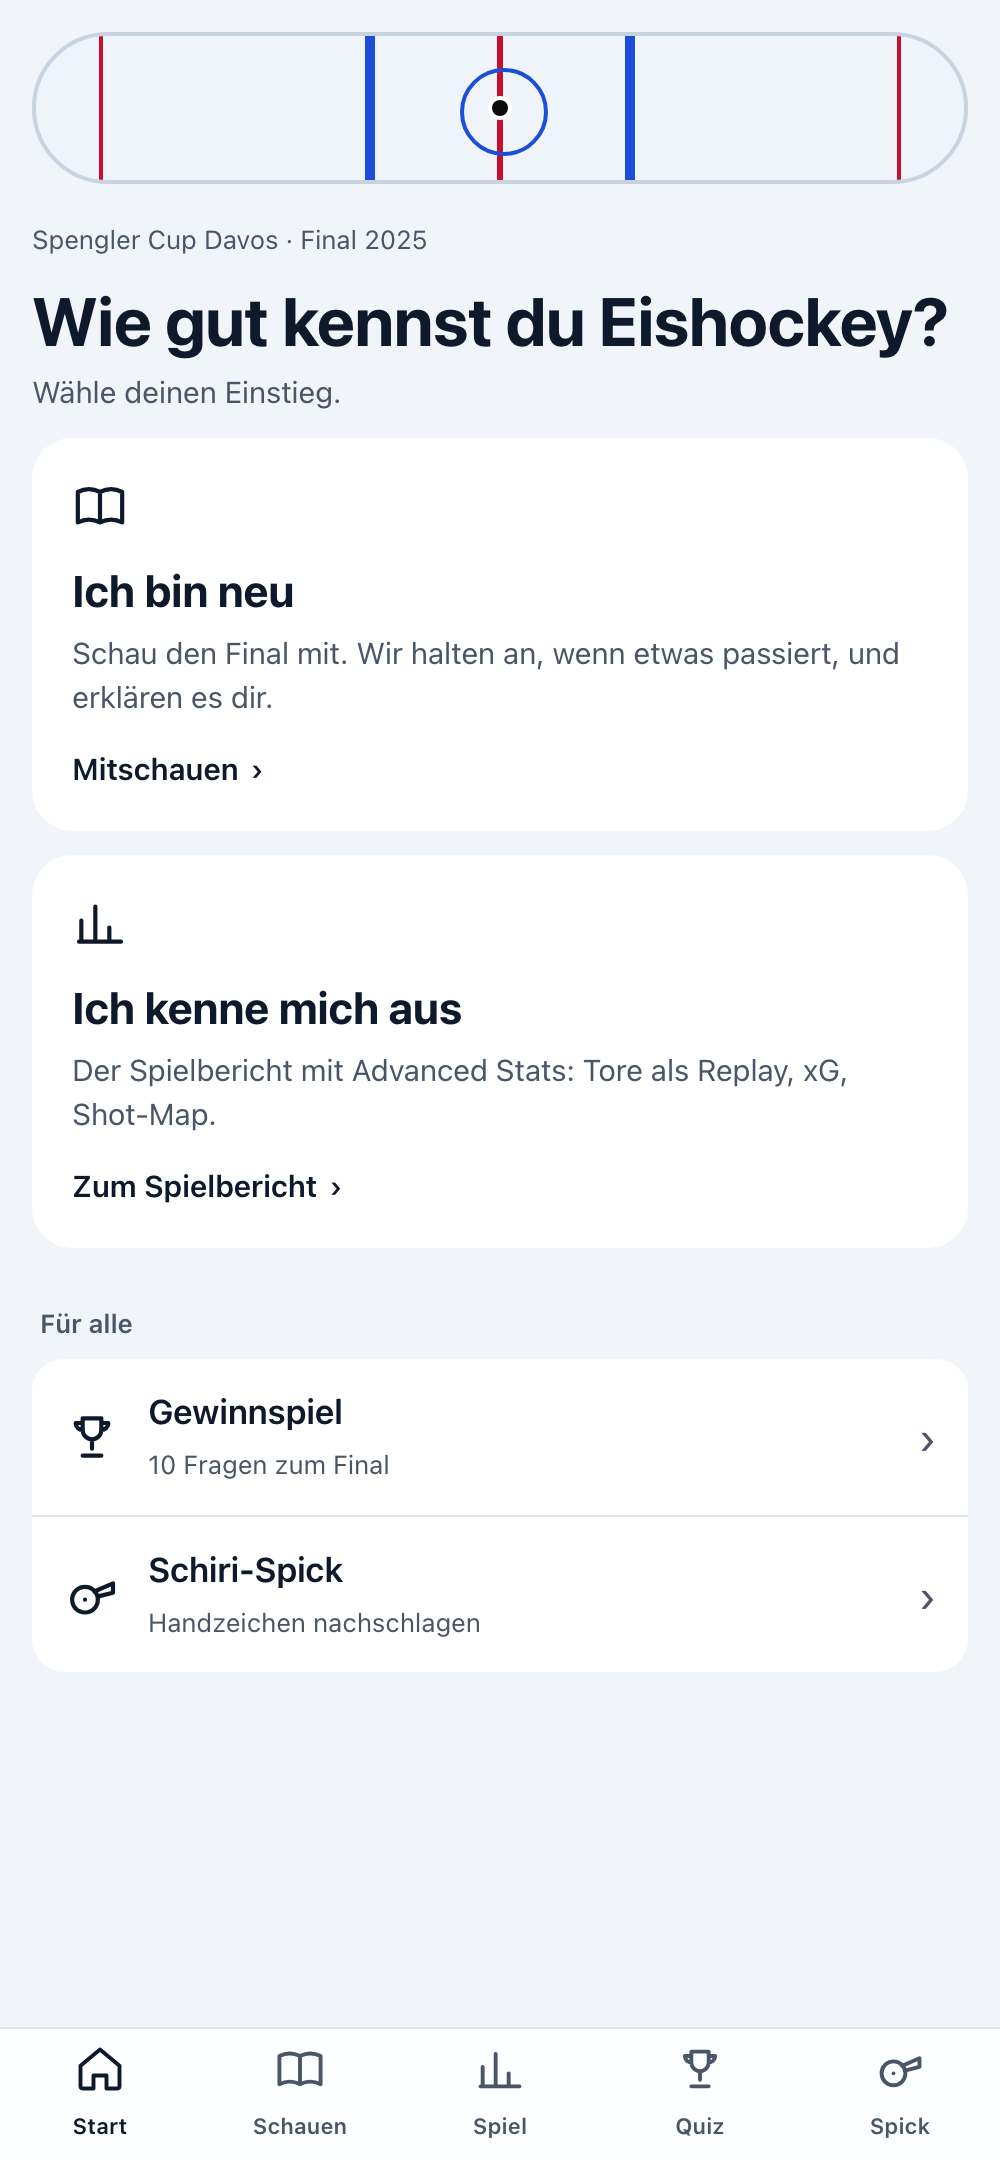 Spengler Cup Davos · Final 2025
Wie gut kennst du Eishockey?
Wähle deinen Einstieg.
Ich bin neu
Schau den Final mit. Wir halten an, wenn etwas passiert, und
erklären es dir.
Mitschauen ›
Ich kenne mich aus
Der Spielbericht mit Advanced Stats: Tore als Replay, xG,
Shot-Map.
Zum Spielbericht ›
Für alle
Gewinnspiel
10 Fragen zum Final
Schiri-Spick
Handzeichen nachschlagen
Start
Schauen
Spiel
Quiz
Spick